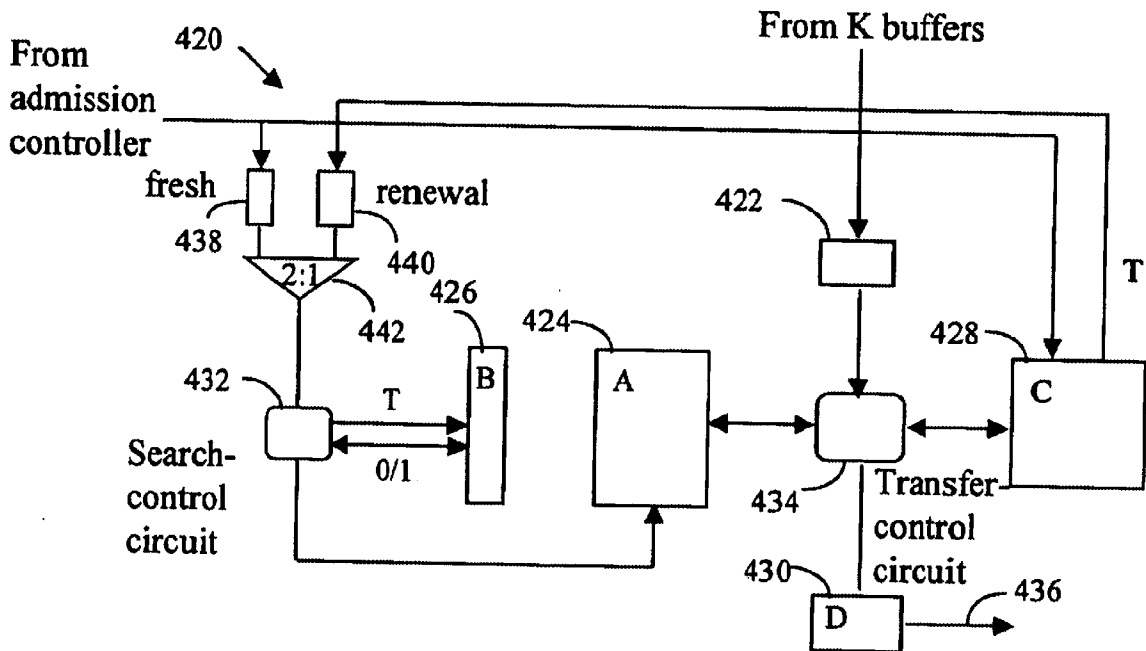 From K buffers
420
From
admission
controller
fresh
renewal
422
438
440
2:1
T
426
424
442
428
432
B
A
C
T
0/1
Search-
control
circuit
434
Transfer
control
circuit
430
436
D